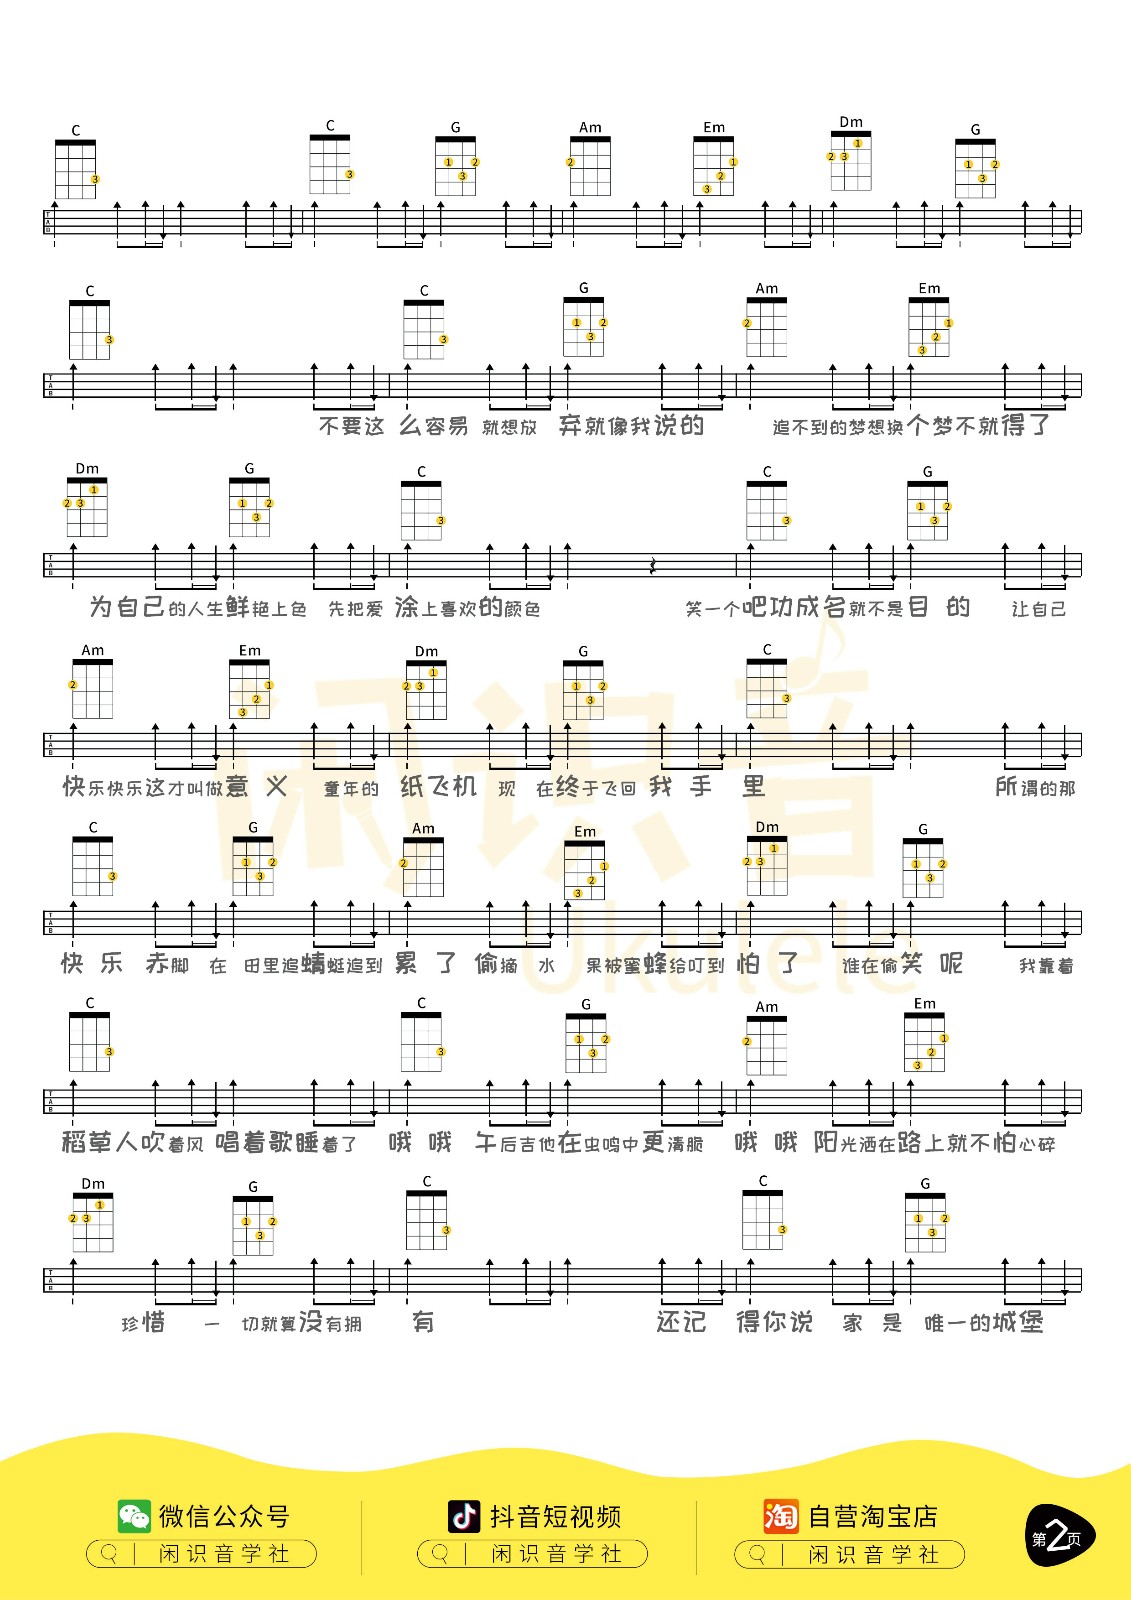 C C G Am Em Dm G
C C G Am Em
不要这么容易就想放弃就像我说的 追不到的梦想换个梦不就得了
Dm G C C G
为自己的人生鲜艳上色 先把爱涂上喜欢的颜色 笑一个吧功成名就不是目的 让自己
Am Em Dm G C
快乐快乐这才叫做意义 童年的纸飞机现在终于飞回我手里 所谓的那
C G Am Em Dm G
快乐赤脚在田里追蜻蜓追到累了偷摘水果被蜜蜂给叮到怕了 谁在偷笑呢 我靠着
C C G Am Em
稻草人吹着风唱着歌睡着了 哦哦午后吉他在虫鸣中更清脆 哦哦阳光洒在路上就不怕心碎
Dm G C C G
珍惜一切就算没有拥有 还记得你说家是唯一的城堡
闲识音
Ukulele
微信公众号 抖音短视频 自营淘宝店
闲识音学社 闲识音学社 闲识音学社
第2页